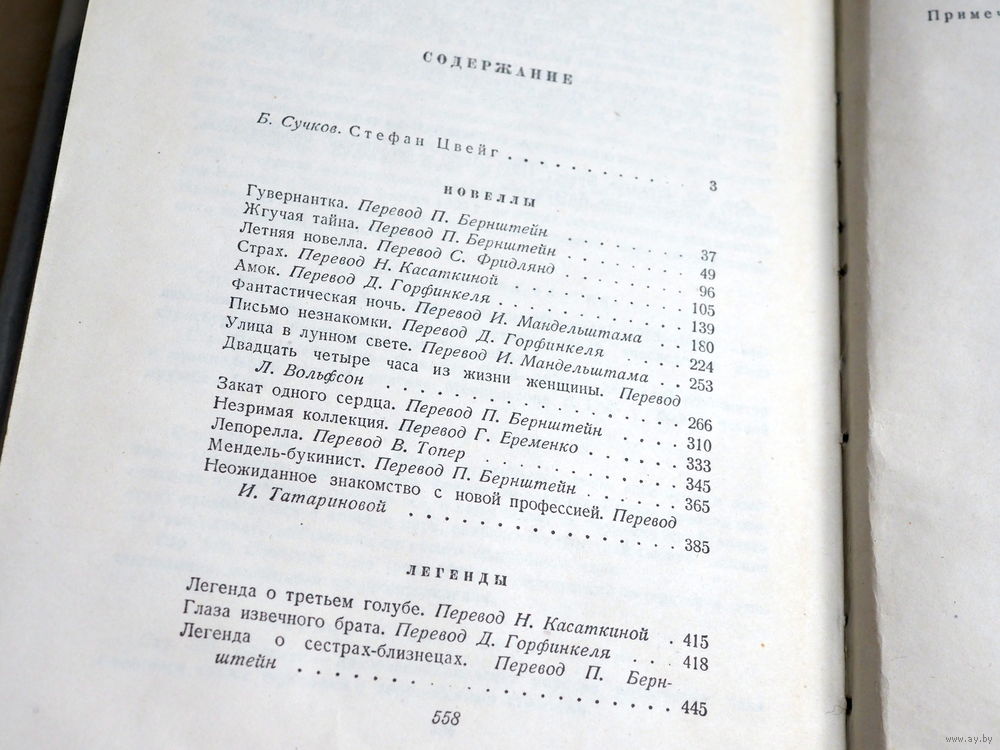 СОДЕРЖАНИЕ
Б. Сучков. Стефан Цвейг . . . . . . . . . . . . 3
НОВЕЛЛЫ
Гувернантка. Перевод П. Бернштейн . . . . . . 37
Жгучая тайна. Перевод П. Бернштейн . . . . . . 49
Летняя новелла. Перевод С. Фридлянд . . . . . . 96
Страх. Перевод Н. Касаткиной . . . . . . . . 105
Амок. Перевод Д. Горфинкеля . . . . . . . . . 139
Фантастическая ночь. Перевод И. Мандельштама . . 180
Письмо незнакомки. Перевод Д. Горфинкеля . . . . 224
Улица в лунном свете. Перевод И. Мандельштама . . 253
Двадцать четыре часа из жизни женщины. Перевод
Л. Вольфсон . . . . . . . . . . . . . . 266
Закат одного сердца. Перевод П. Бернштейн . . . . 310
Незримая коллекция. Перевод Г. Еременко . . . . . 333
Лепорелла. Перевод В. Топер . . . . . . . . . 345
Мендель-букинист. Перевод П. Бернштейн . . . . . 365
Неожиданное знакомство с новой профессией. Перевод
И. Татариновой . . . . . . . . . . . . . 385
ЛЕГЕНДЫ
Легенда о третьем голубе. Перевод Н. Касаткиной . 415
Глаза извечного брата. Перевод Д. Горфинкеля . . . 418
Легенда о сестрах-близнецах. Перевод П. Берн-
штейн . . . . . . . . . . . . . . . . . 445
558
Примеч
www.ay.by